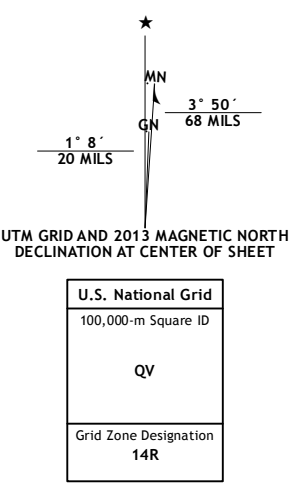 ★
MN
3° 50´
68 MILS
GN
1° 8´
20 MILS
UTM GRID AND 2013 MAGNETIC NORTH
DECLINATION AT CENTER OF SHEET
U.S. National Grid
100,000-m Square ID
QV
Grid Zone Designation
14R